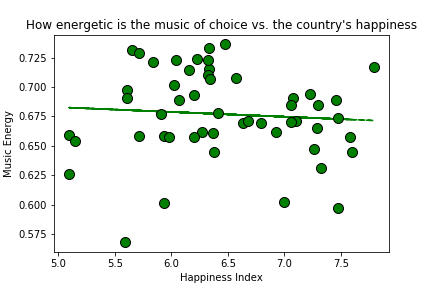 How energetic is the music of choice vs. the country's happiness
0.725
0.700
0.675
0.650
0.625
0.600
0.575
Music Energy
5.0 5.5 6.0 6.5 7.0 7.5
Happiness Index